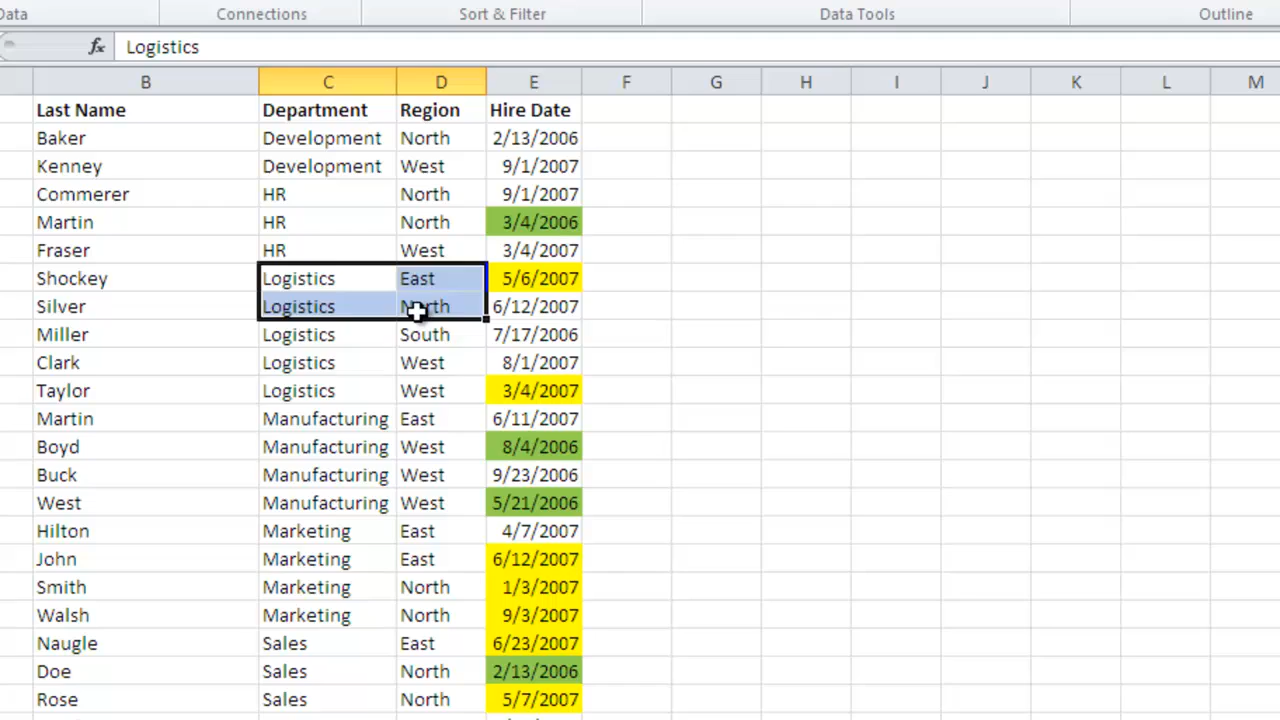 Data Connections Sort & Filter Data Tools Outline
fx Logistics
B C D E F G H I J K L M
Last Name Department Region Hire Date
Baker Development North 2/13/2006
Kenney Development West 9/1/2007
Commerer HR North 9/1/2007
Martin HR North 3/4/2006
Fraser HR West 3/4/2007
Shockey Logistics East 5/6/2007
Silver Logistics North 6/12/2007
Miller Logistics South 7/17/2006
Clark Logistics West 8/1/2007
Taylor Logistics West 3/4/2007
Martin Manufacturing East 6/11/2007
Boyd Manufacturing West 8/4/2006
Buck Manufacturing West 9/23/2006
West Manufacturing West 5/21/2006
Hilton Marketing East 4/7/2007
John Marketing East 6/12/2007
Smith Marketing North 1/3/2007
Walsh Marketing North 9/3/2007
Naugle Sales East 6/23/2007
Doe Sales North 2/13/2006
Rose Sales North 5/7/2007